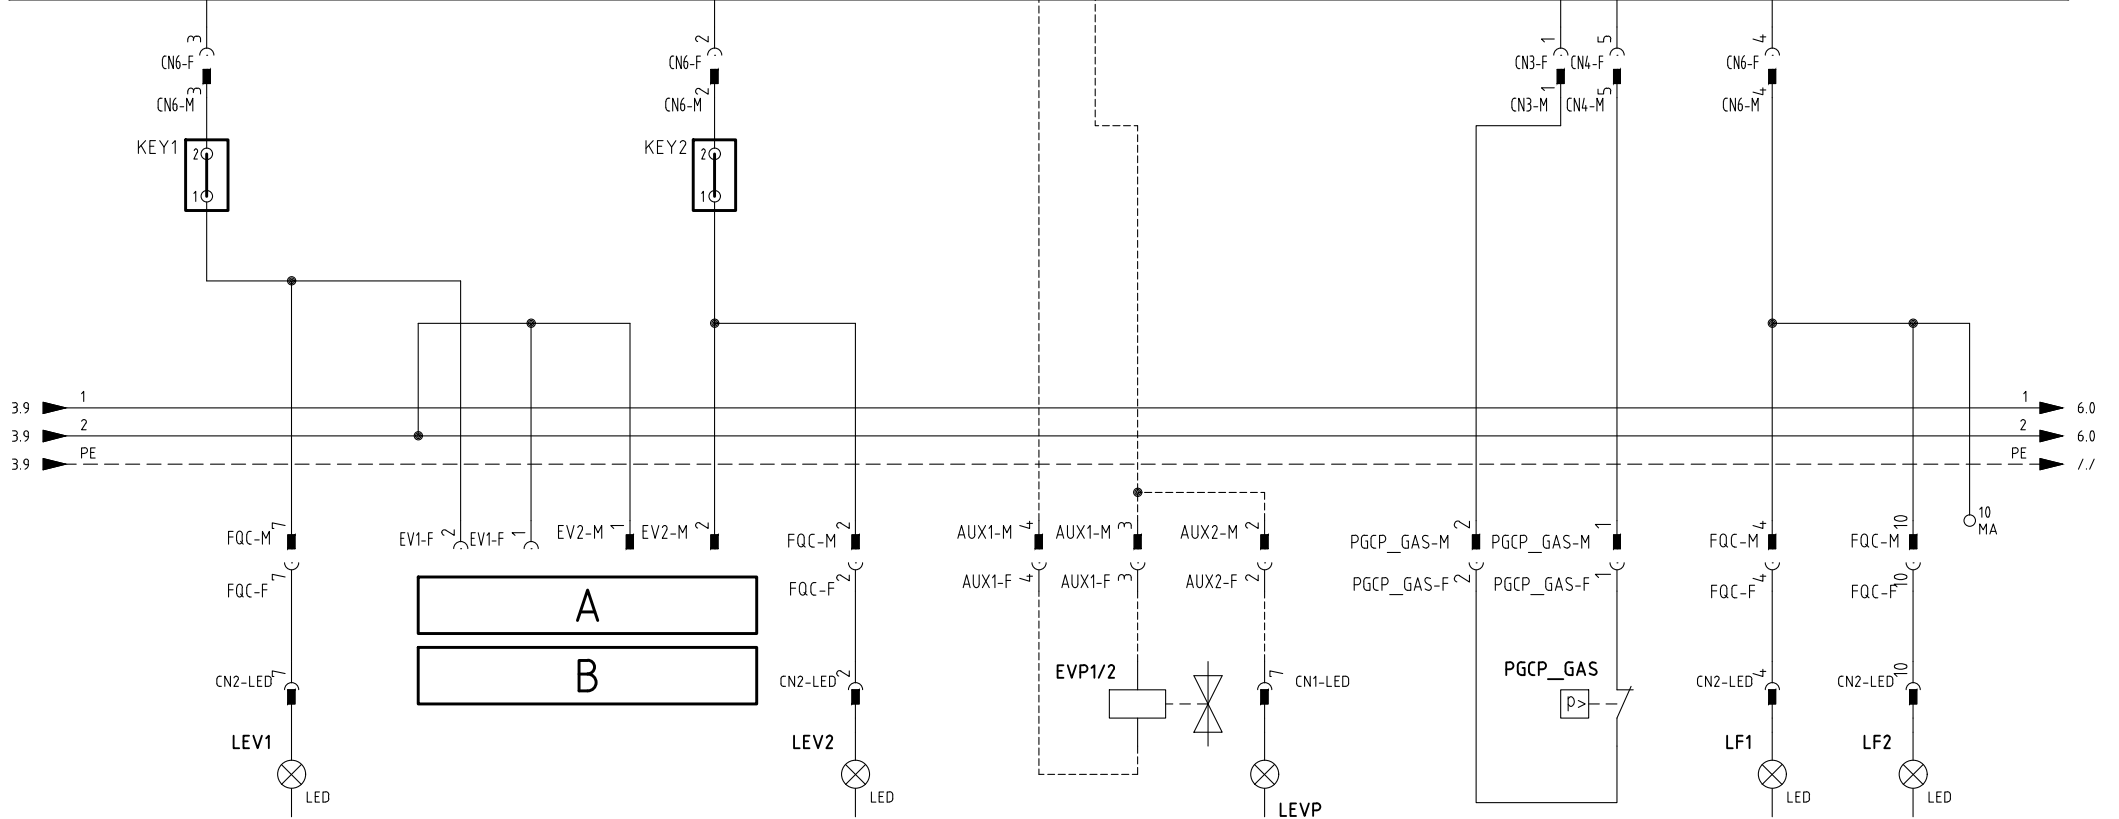 3 2 1 5 4
CN6-F CN6-F CN3-F CN4-F CN6-F
3 2 1 5 4
CN6-M CN6-M CN3-M CN4-M CN6-M
KEY1 2 KEY2 2
1 1
3.9 1 1 6.0
3.9 2 2 6.0
3.9 PE PE /./
10
MA
7 2 1 1 2 2 4 3 2 2 1 4 10
FQC-M EV1-F EV1-F EV2-M EV2-M FQC-M AUX1-M AUX1-M AUX2-M PGCP_GAS-M PGCP_GAS-M FQC-M FQC-M
7 2 4 3 2 2 1 4 10
FQC-F FQC-F AUX1-F AUX1-F AUX2-F PGCP_GAS-F PGCP_GAS-F FQC-F FQC-F
A
B
EVP1/2 PGCP_GAS
7 2 7 4 10
CN2-LED CN2-LED CN1-LED CN2-LED CN2-LED
P>
LEV1 LEV2 LF1 LF2
LED LED LED LED
LEVP